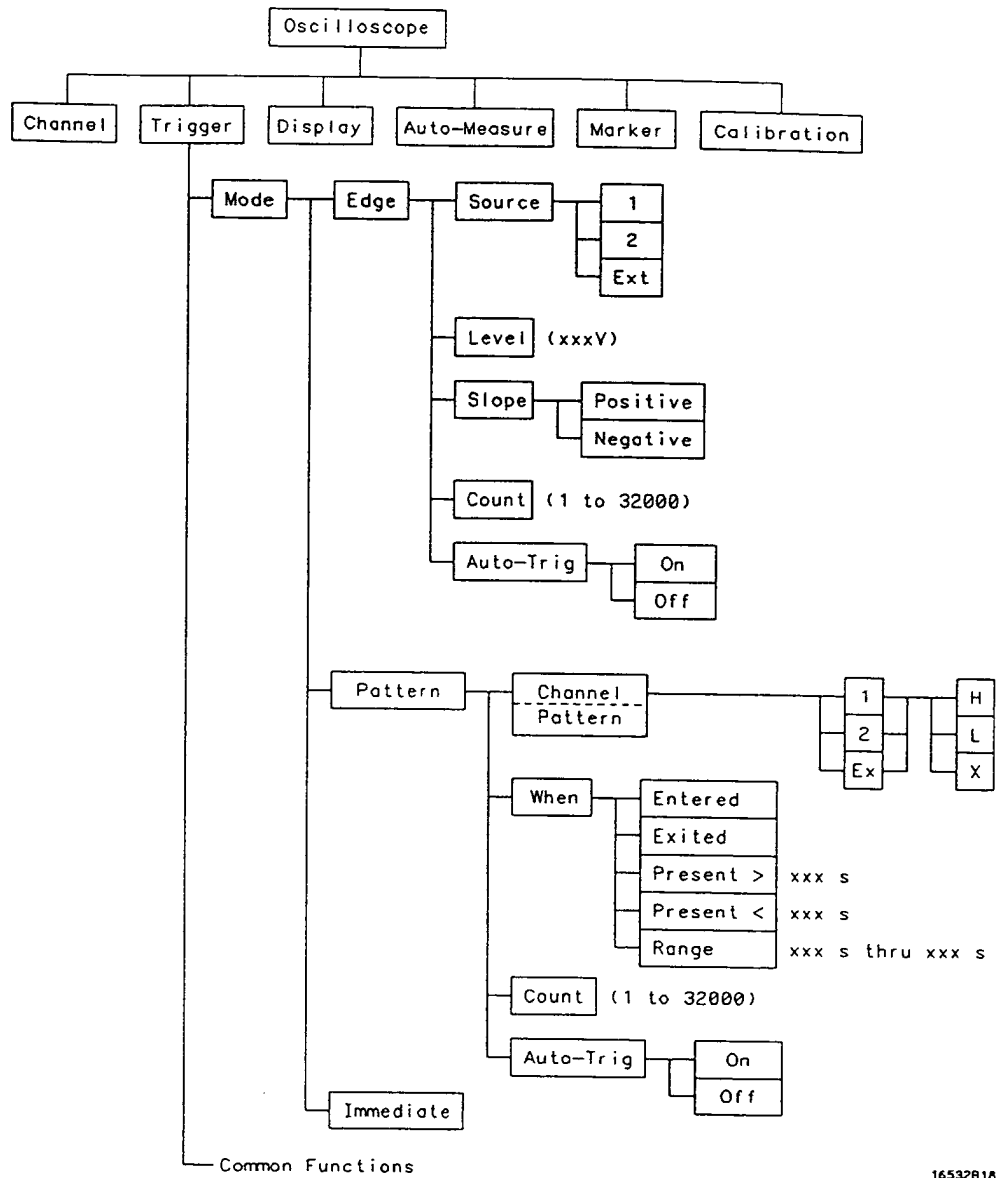 Oscilloscope
Channel
Trigger
Display
Auto-Measure
Marker
Calibration
Mode
Edge
Source
1
2
Ext
Level (xxxV)
Slope
Positive
Negative
Count (1 to 32000)
Auto-Trig
On
Off
Pattern
Channel
Pattern
1
2
Ex
H
L
X
When
Entered
Exited
Present > xxx s
Present < xxx s
Range xxx s thru xxx s
Count (1 to 32000)
Auto-Trig
On
Off
Immediate
Common Functions
16532B18